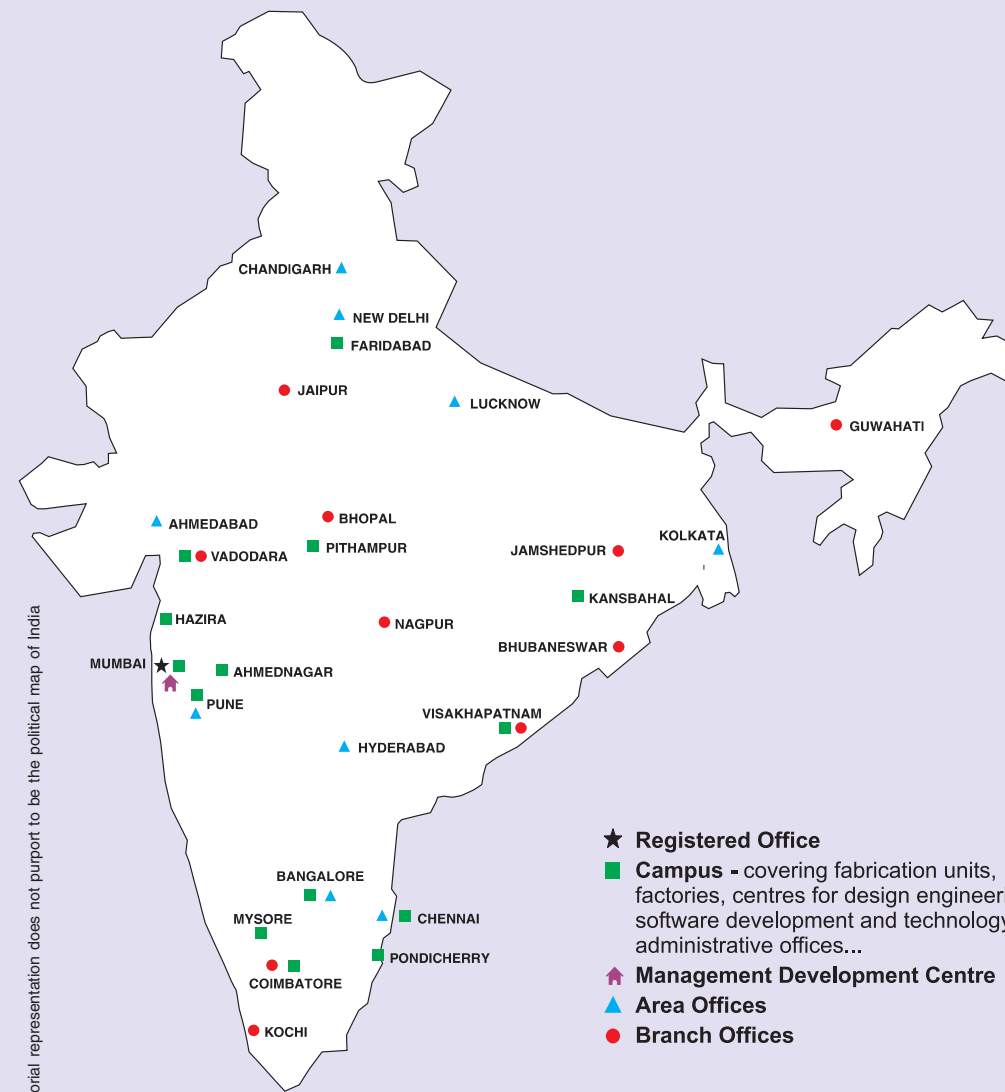 CHANDIGARH
NEW DELHI
FARIDABAD
JAIPUR
LUCKNOW
GUWAHATI
AHMEDABAD
BHOPAL
VADODARA
PITHAMPUR
JAMSHEDPUR
KOLKATA
KANSBAHAL
HAZIRA
NAGPUR
BHUBANESWAR
MUMBAI
AHMEDNAGAR
PUNE
VISAKHAPATNAM
HYDERABAD
BANGALORE
MYSORE
CHENNAI
PONDICHERRY
COIMBATORE
KOCHI
Registered Office
Campus - covering fabrication units,
factories, centres for design engineeri
software development and technology
administrative offices...
Management Development Centre
Area Offices
Branch Offices
orial representation does not purport to be the political map of India